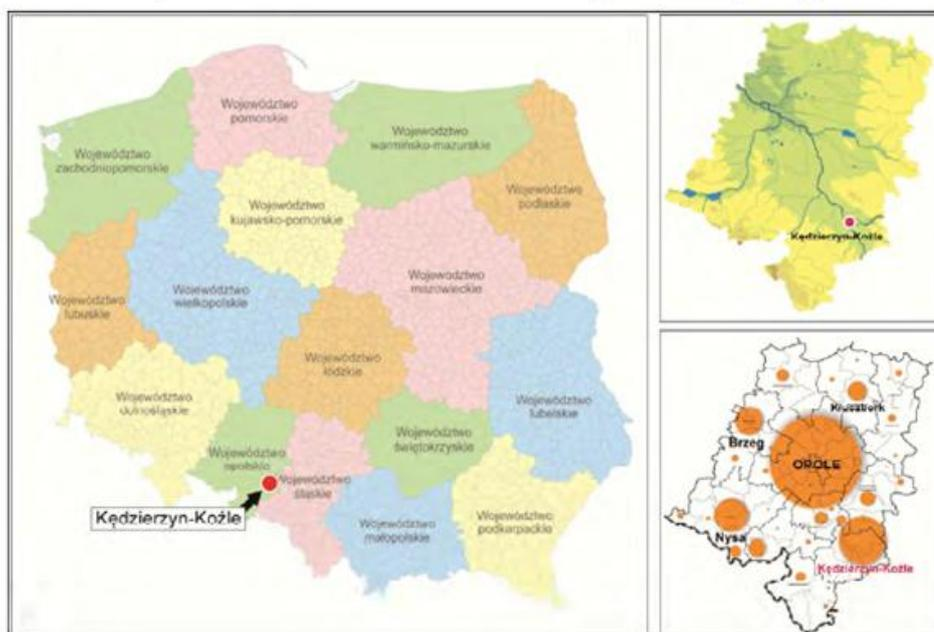 Województwo
pomorskie
Województwo
zachodniopomorskie
Województwo
warmińsko-mazurskie
Województwo
podlaskie
Województwo
kujawsko-pomorskie
Województwo
mazowieckie
Województwo
lubuskie
Województwo
wielkopolskie
Województwo
łódzkie
Województwo
lubelskie
Województwo
dolnośląskie
Województwo
opolskie
Województwo
śląskie
Województwo
świętokrzyskie
Województwo
małopolskie
Województwo
podkarpackie
Kędzierzyn-Koźle
Kędzierzyn-Koźle
Kluczbork
Brzeg
OPOLE
Nysa
Kędzierzyn-Koźle